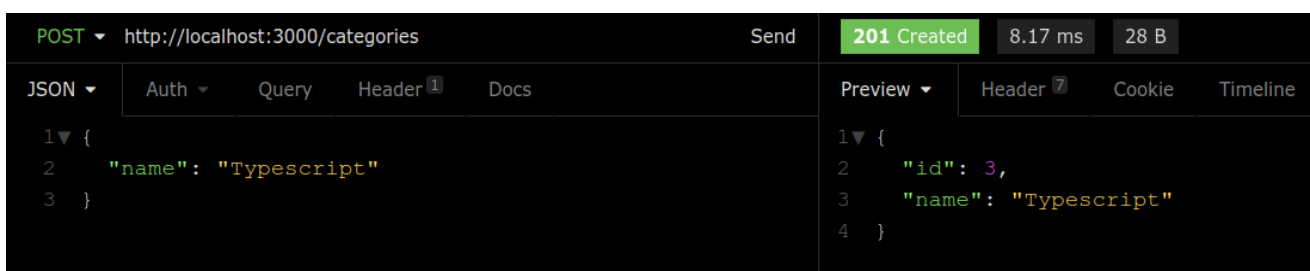 POST http://localhost:3000/categories Send
201 Created 8.17 ms 28 B
JSON Auth Query Header 1 Docs
Preview Header 7 Cookie Timeline
1 {
2 "name": "Typescript"
3 }
1 {
2 "id": 3,
3 "name": "Typescript"
4 }